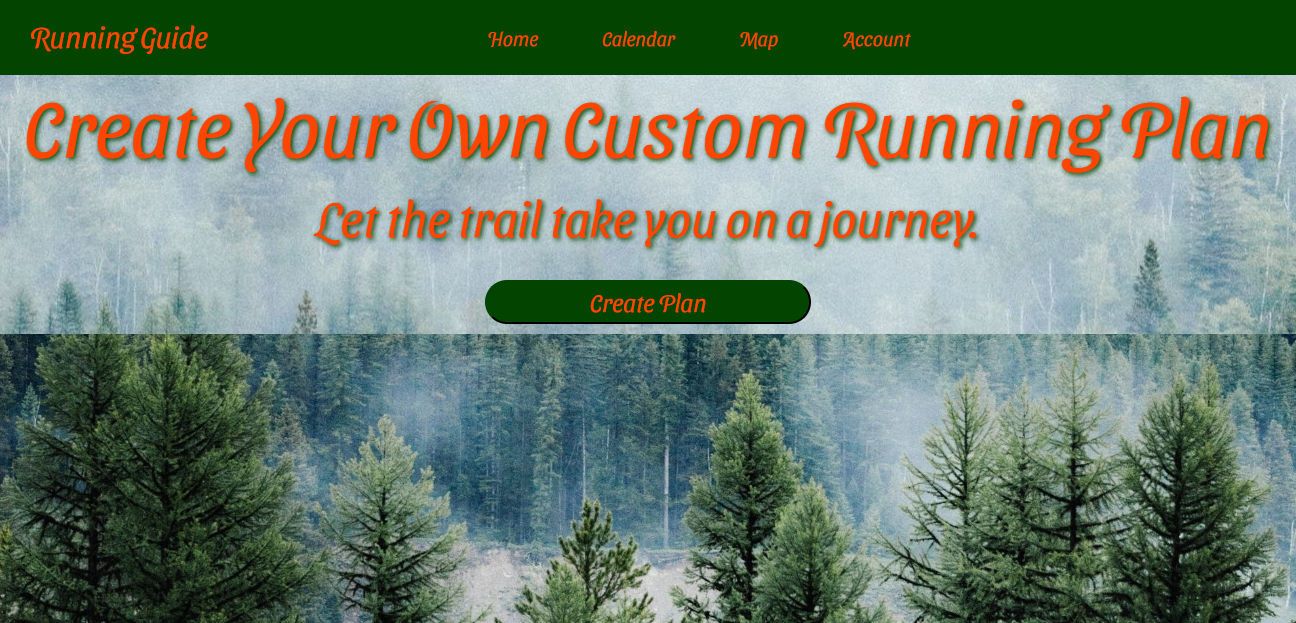 Running Guide
Home Calendar Map Account
Create Your Own Custom Running Plan
Let the trail take you on a journey.
Create Plan